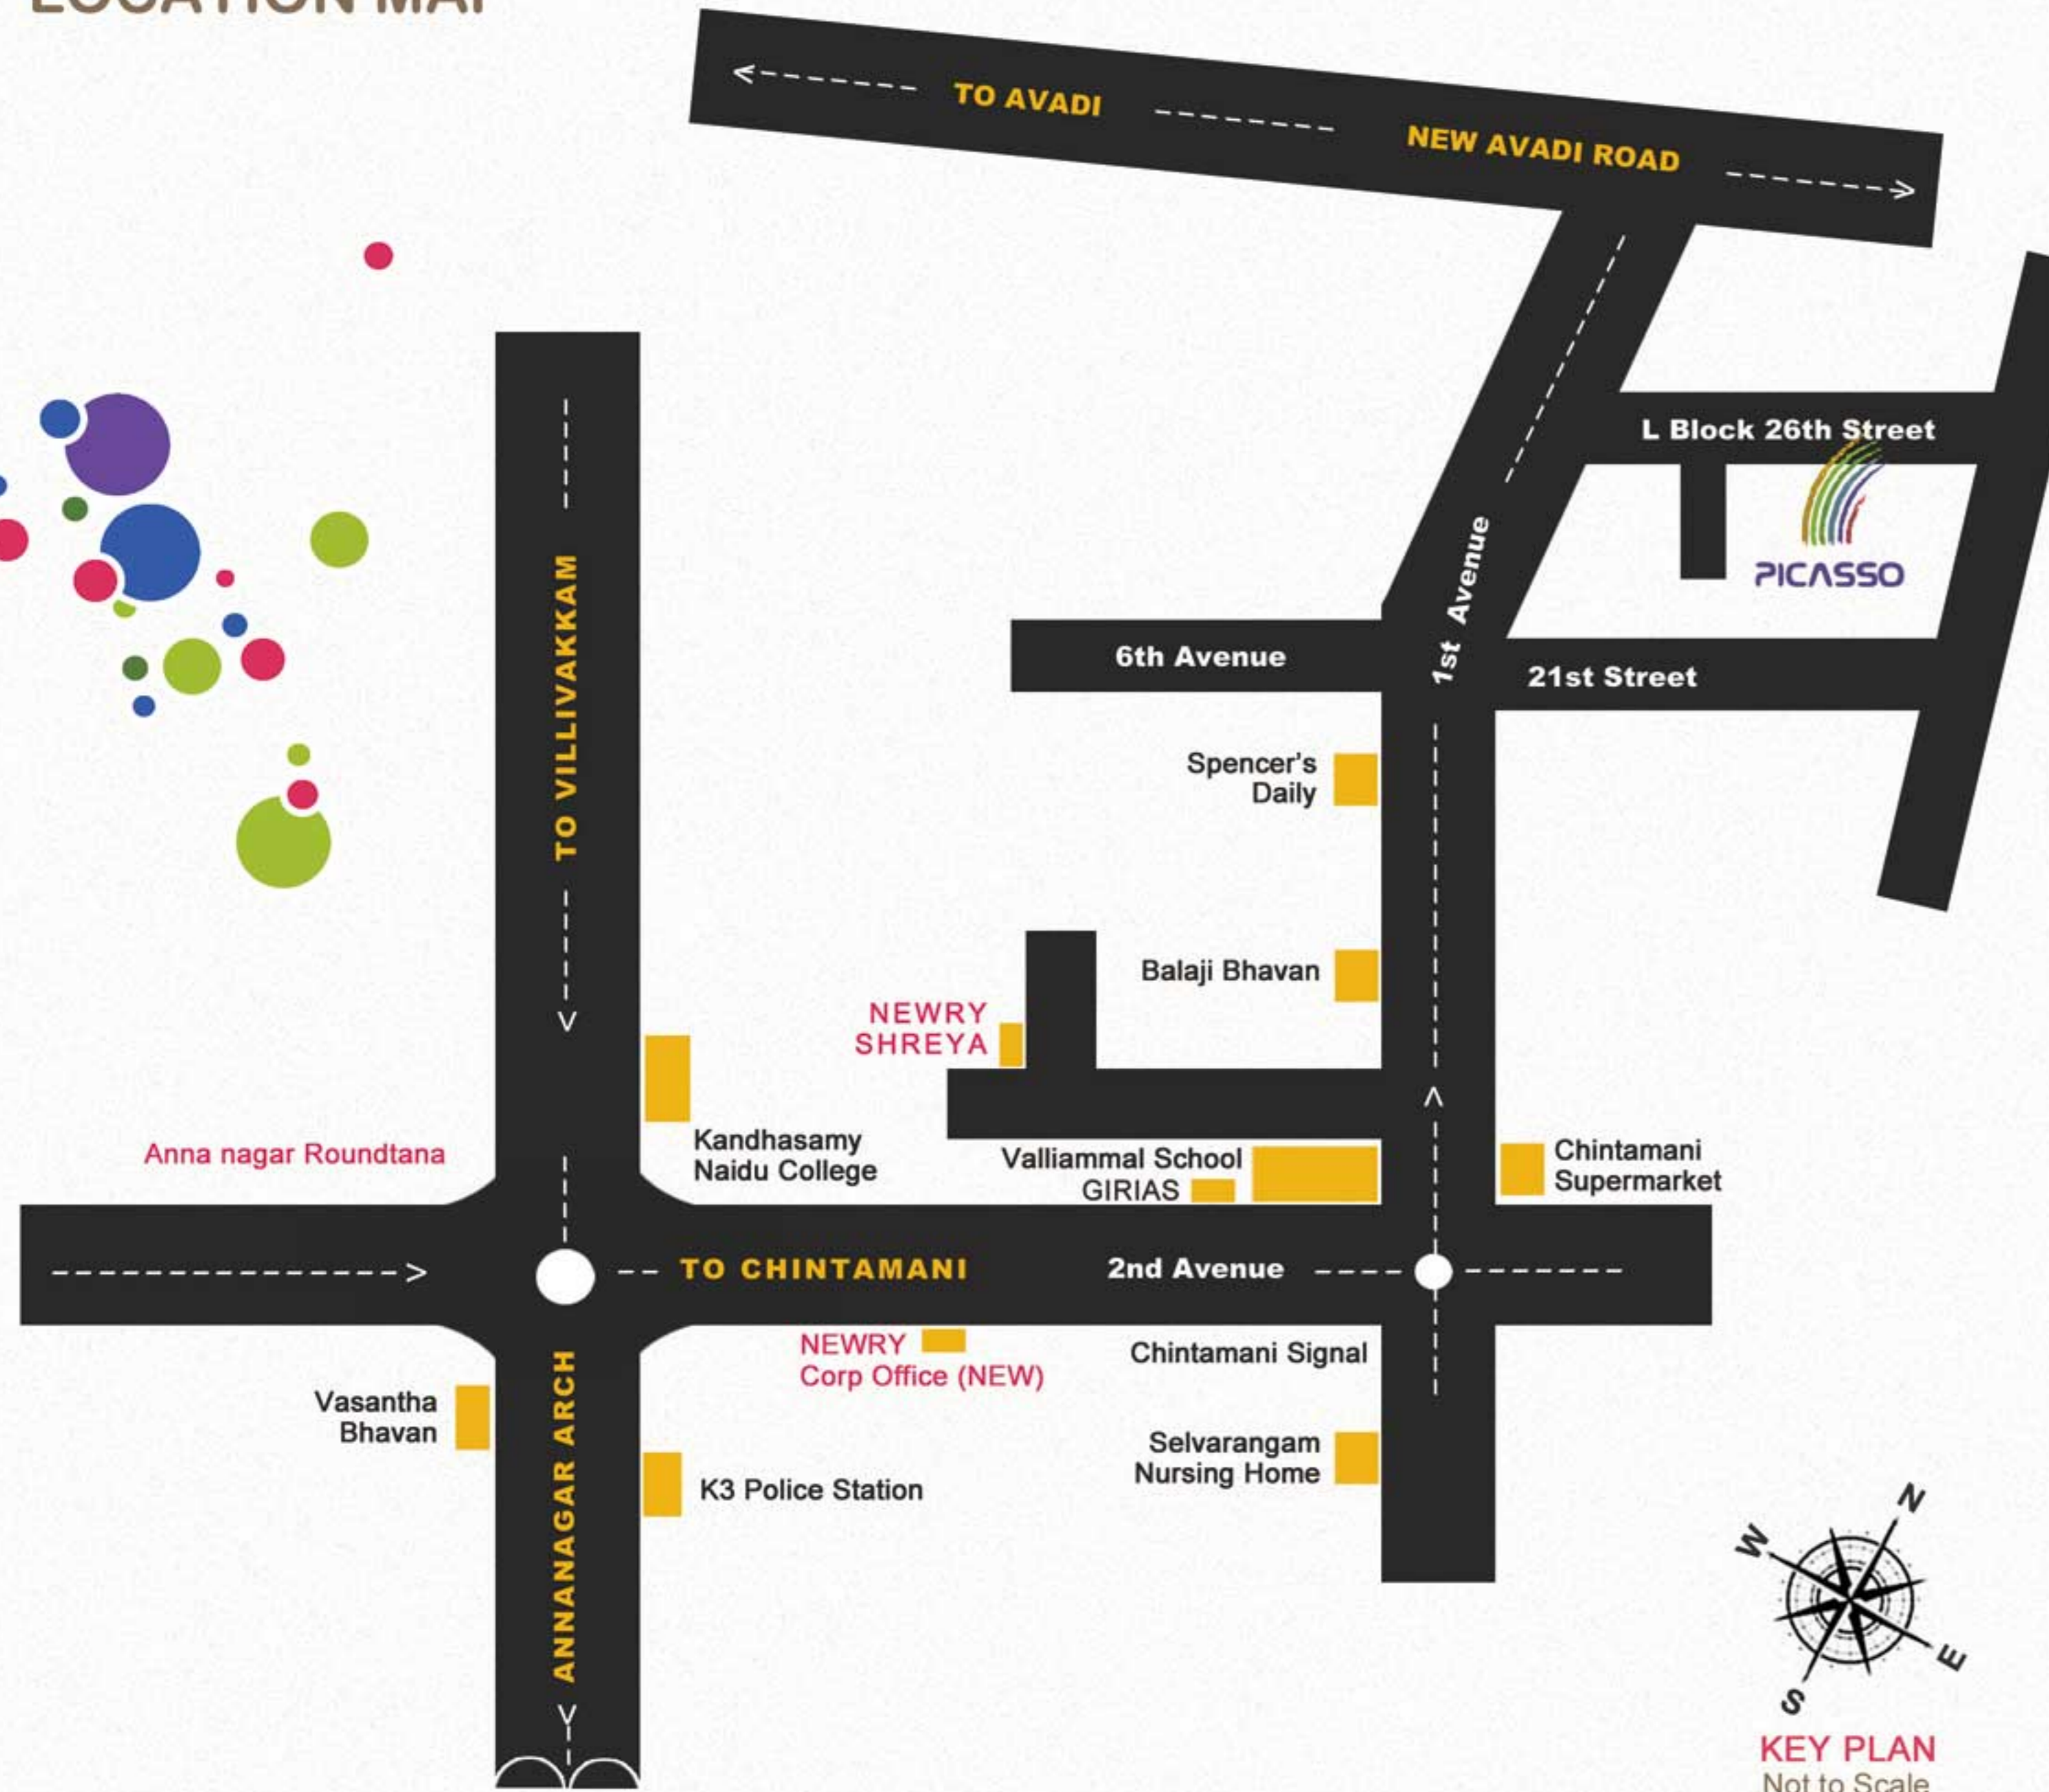 LOCATION MAP
TO AVADI
NEW AVADI ROAD
L Block 26th Street
PICASSO
TO VILLIVAKKAM
1st Avenue
6th Avenue
21st Street
Spencer's
Daily
Balaji Bhavan
NEWRY
SHREYA
Kandhasamy
Naidu College
Anna nagar Roundtana
Valliammal School
GIRIAS
Chintamani
Supermarket
TO CHINTAMANI
2nd Avenue
NEWRY
Corp Office (NEW)
Chintamani Signal
Vasantha
Bhavan
ANNANAGAR ARCH
K3 Police Station
Selvarangam
Nursing Home
N
W
E
S
KEY PLAN
Not to Scale